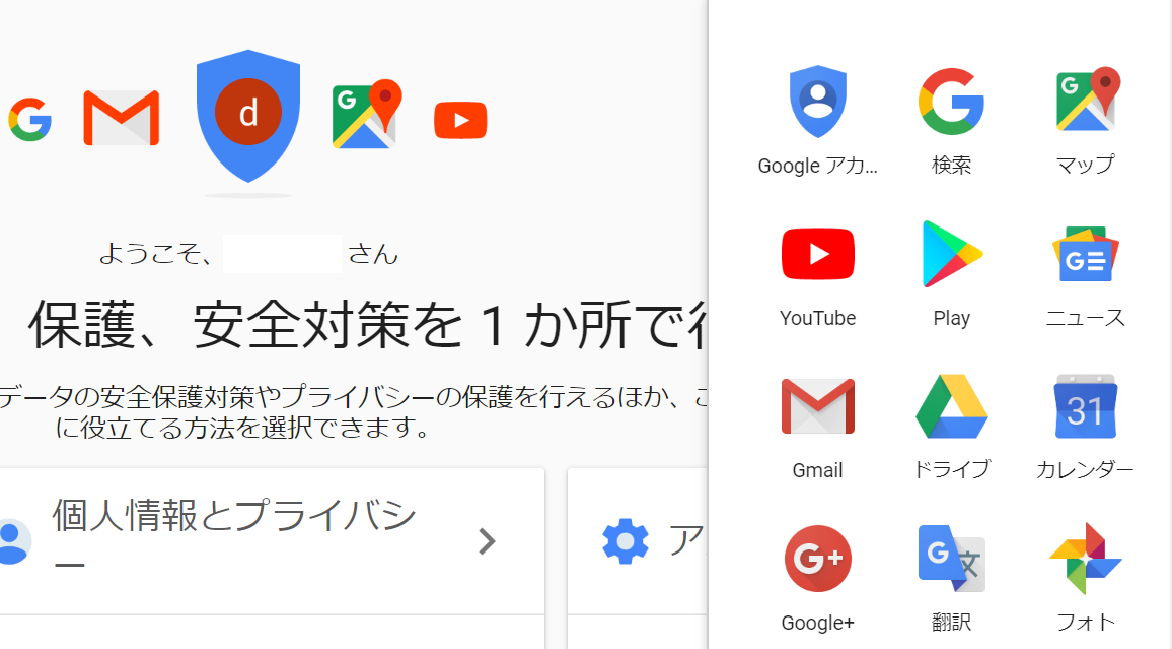 d
ようこそ、 さん
保護、安全対策を 1 か所で
データの安全保護対策やプライバシーの保護を行えるほか、こ
に役立てる方法を選択できます。
個人情報とプライバシ
ー
ア
Google アカ...
検索
マップ
YouTube
Play
ニュース
Gmail
31
ドライブ
カレンダー
G+
Google+
翻訳
フォト